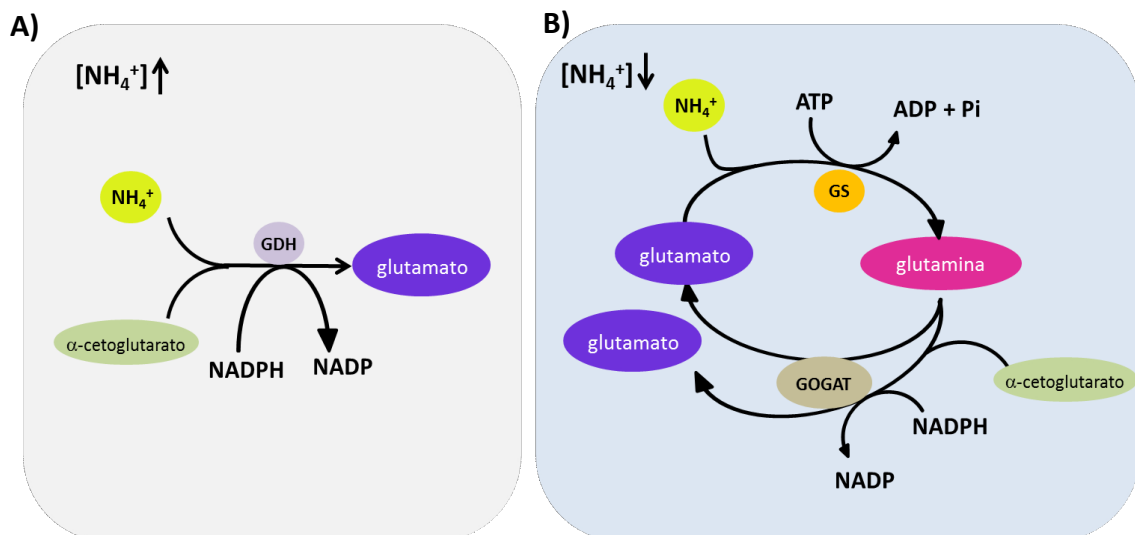 A)
[NH₄⁺]↑
NH₄⁺
GDH
glutamato
α-cetoglutarato
NADPH
NADP
B)
[NH₄⁺]↓
NH₄⁺
ATP
ADP + Pi
GS
glutamato
glutamina
glutamato
GOGAT
α-cetoglutarato
NADPH
NADP